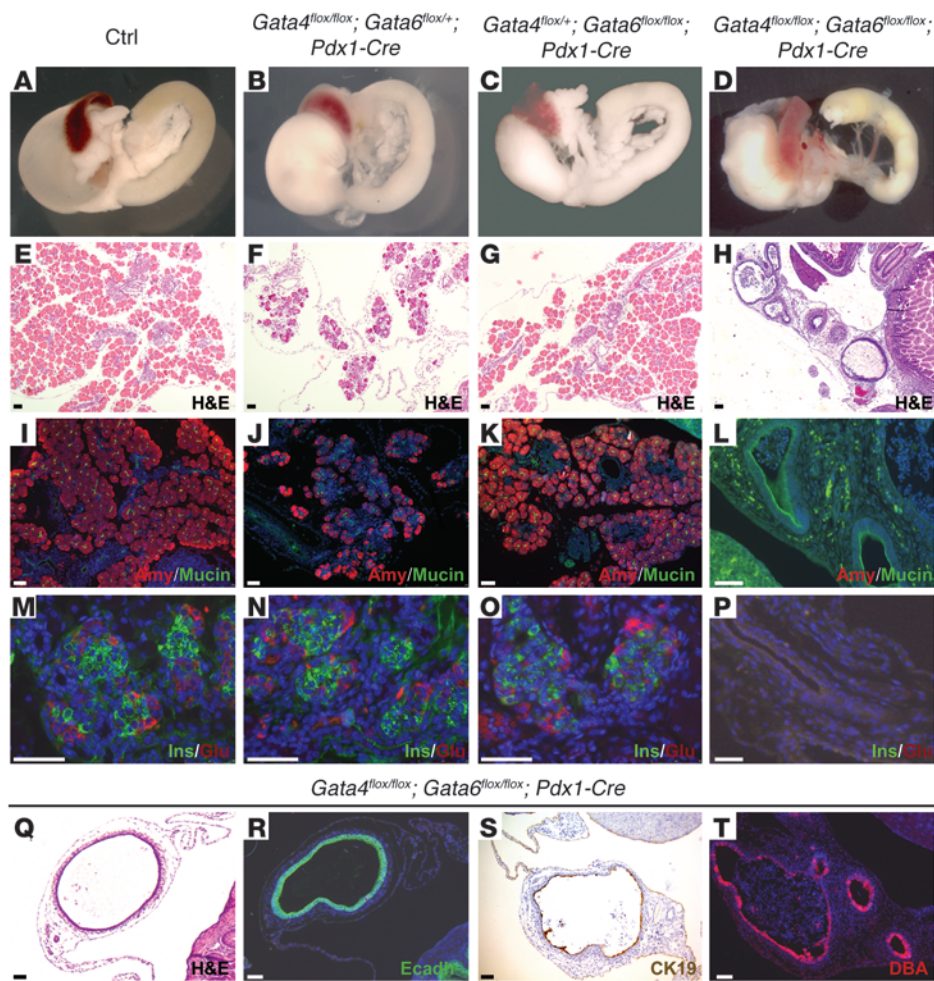 Ctrl
Gata4flox/flox; Gata6flox/+;
Pdx1-Cre
Gata4flox/+; Gata6flox/flox;
Pdx1-Cre
Gata4flox/flox; Gata6flox/flox;
Pdx1-Cre
A
B
C
D
E
H&E
F
H&E
G
H&E
H
H&E
I
Amy/Mucin
J
Amy/Mucin
K
Amy/Mucin
L
Amy/Mucin
M
Ins/Glu
N
Ins/Glu
O
Ins/Glu
P
Ins/Glu
Gata4flox/flox; Gata6flox/flox; Pdx1-Cre
Q
H&E
R
Ecadh
S
CK19
T
DBA